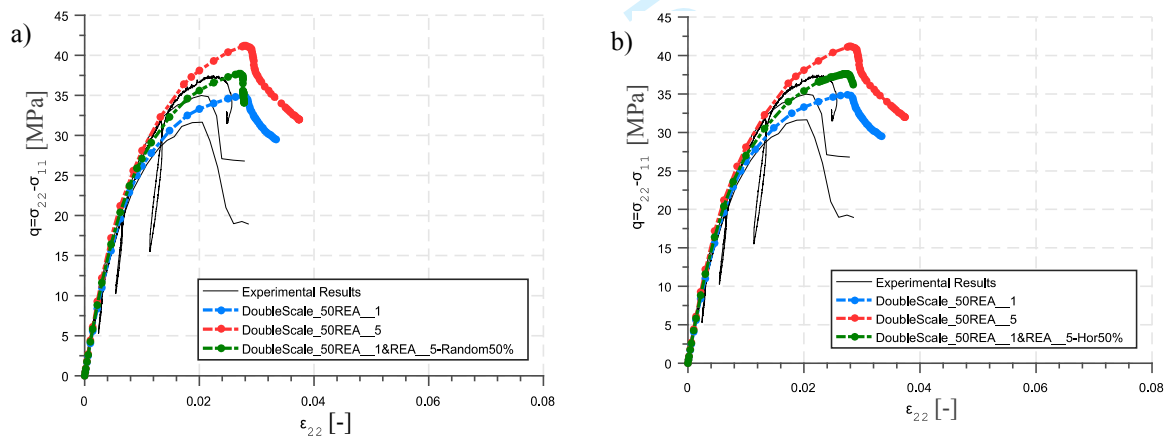 a)
45
40
35
30
25
20
15
10
5
0
q=σ22-σ11 [MPa]
Experimental Results
DoubleScale_50REA__1
DoubleScale_50REA__5
DoubleScale_50REA__1&REA__5-Random50%
0
0.02
0.04
0.06
0.08
ε22 [-]
b)
45
40
35
30
25
20
15
10
5
0
q=σ22-σ11 [MPa]
Experimental Results
DoubleScale_50REA__1
DoubleScale_50REA__5
DoubleScale_50REA__1&REA__5-Hor50%
0
0.02
0.04
0.06
0.08
ε22 [-]